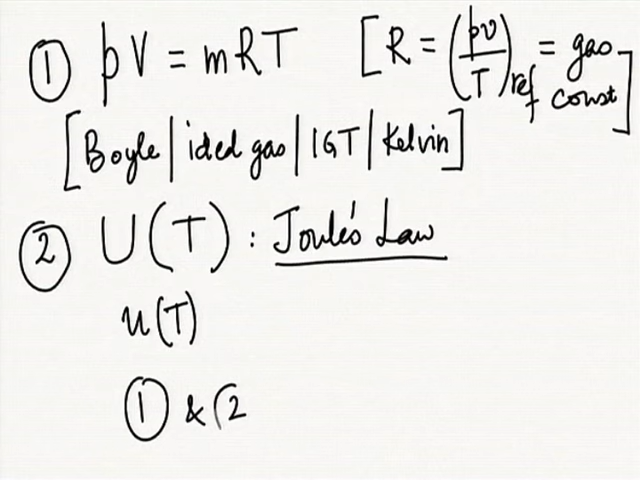 ① pV = mRT [R = (pv/T)ref = gas const]
[Boyle | ideal gas | IGT | Kelvin]
② U(T) : Joule's Law
u(T)
① & (2